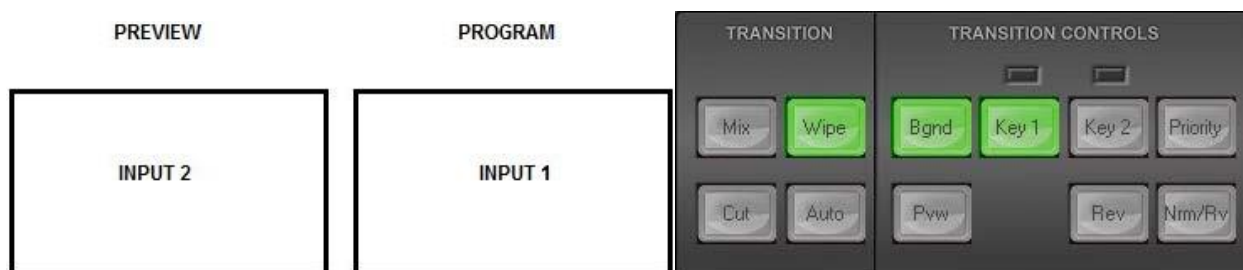 PREVIEW
PROGRAM
INPUT 2
INPUT 1
TRANSITION
TRANSITION CONTROLS
Mix
Wipe
Bgnd
Key 1
Key 2
Priority
Cut
Auto
Pvw
Rev
Nrm/Rv